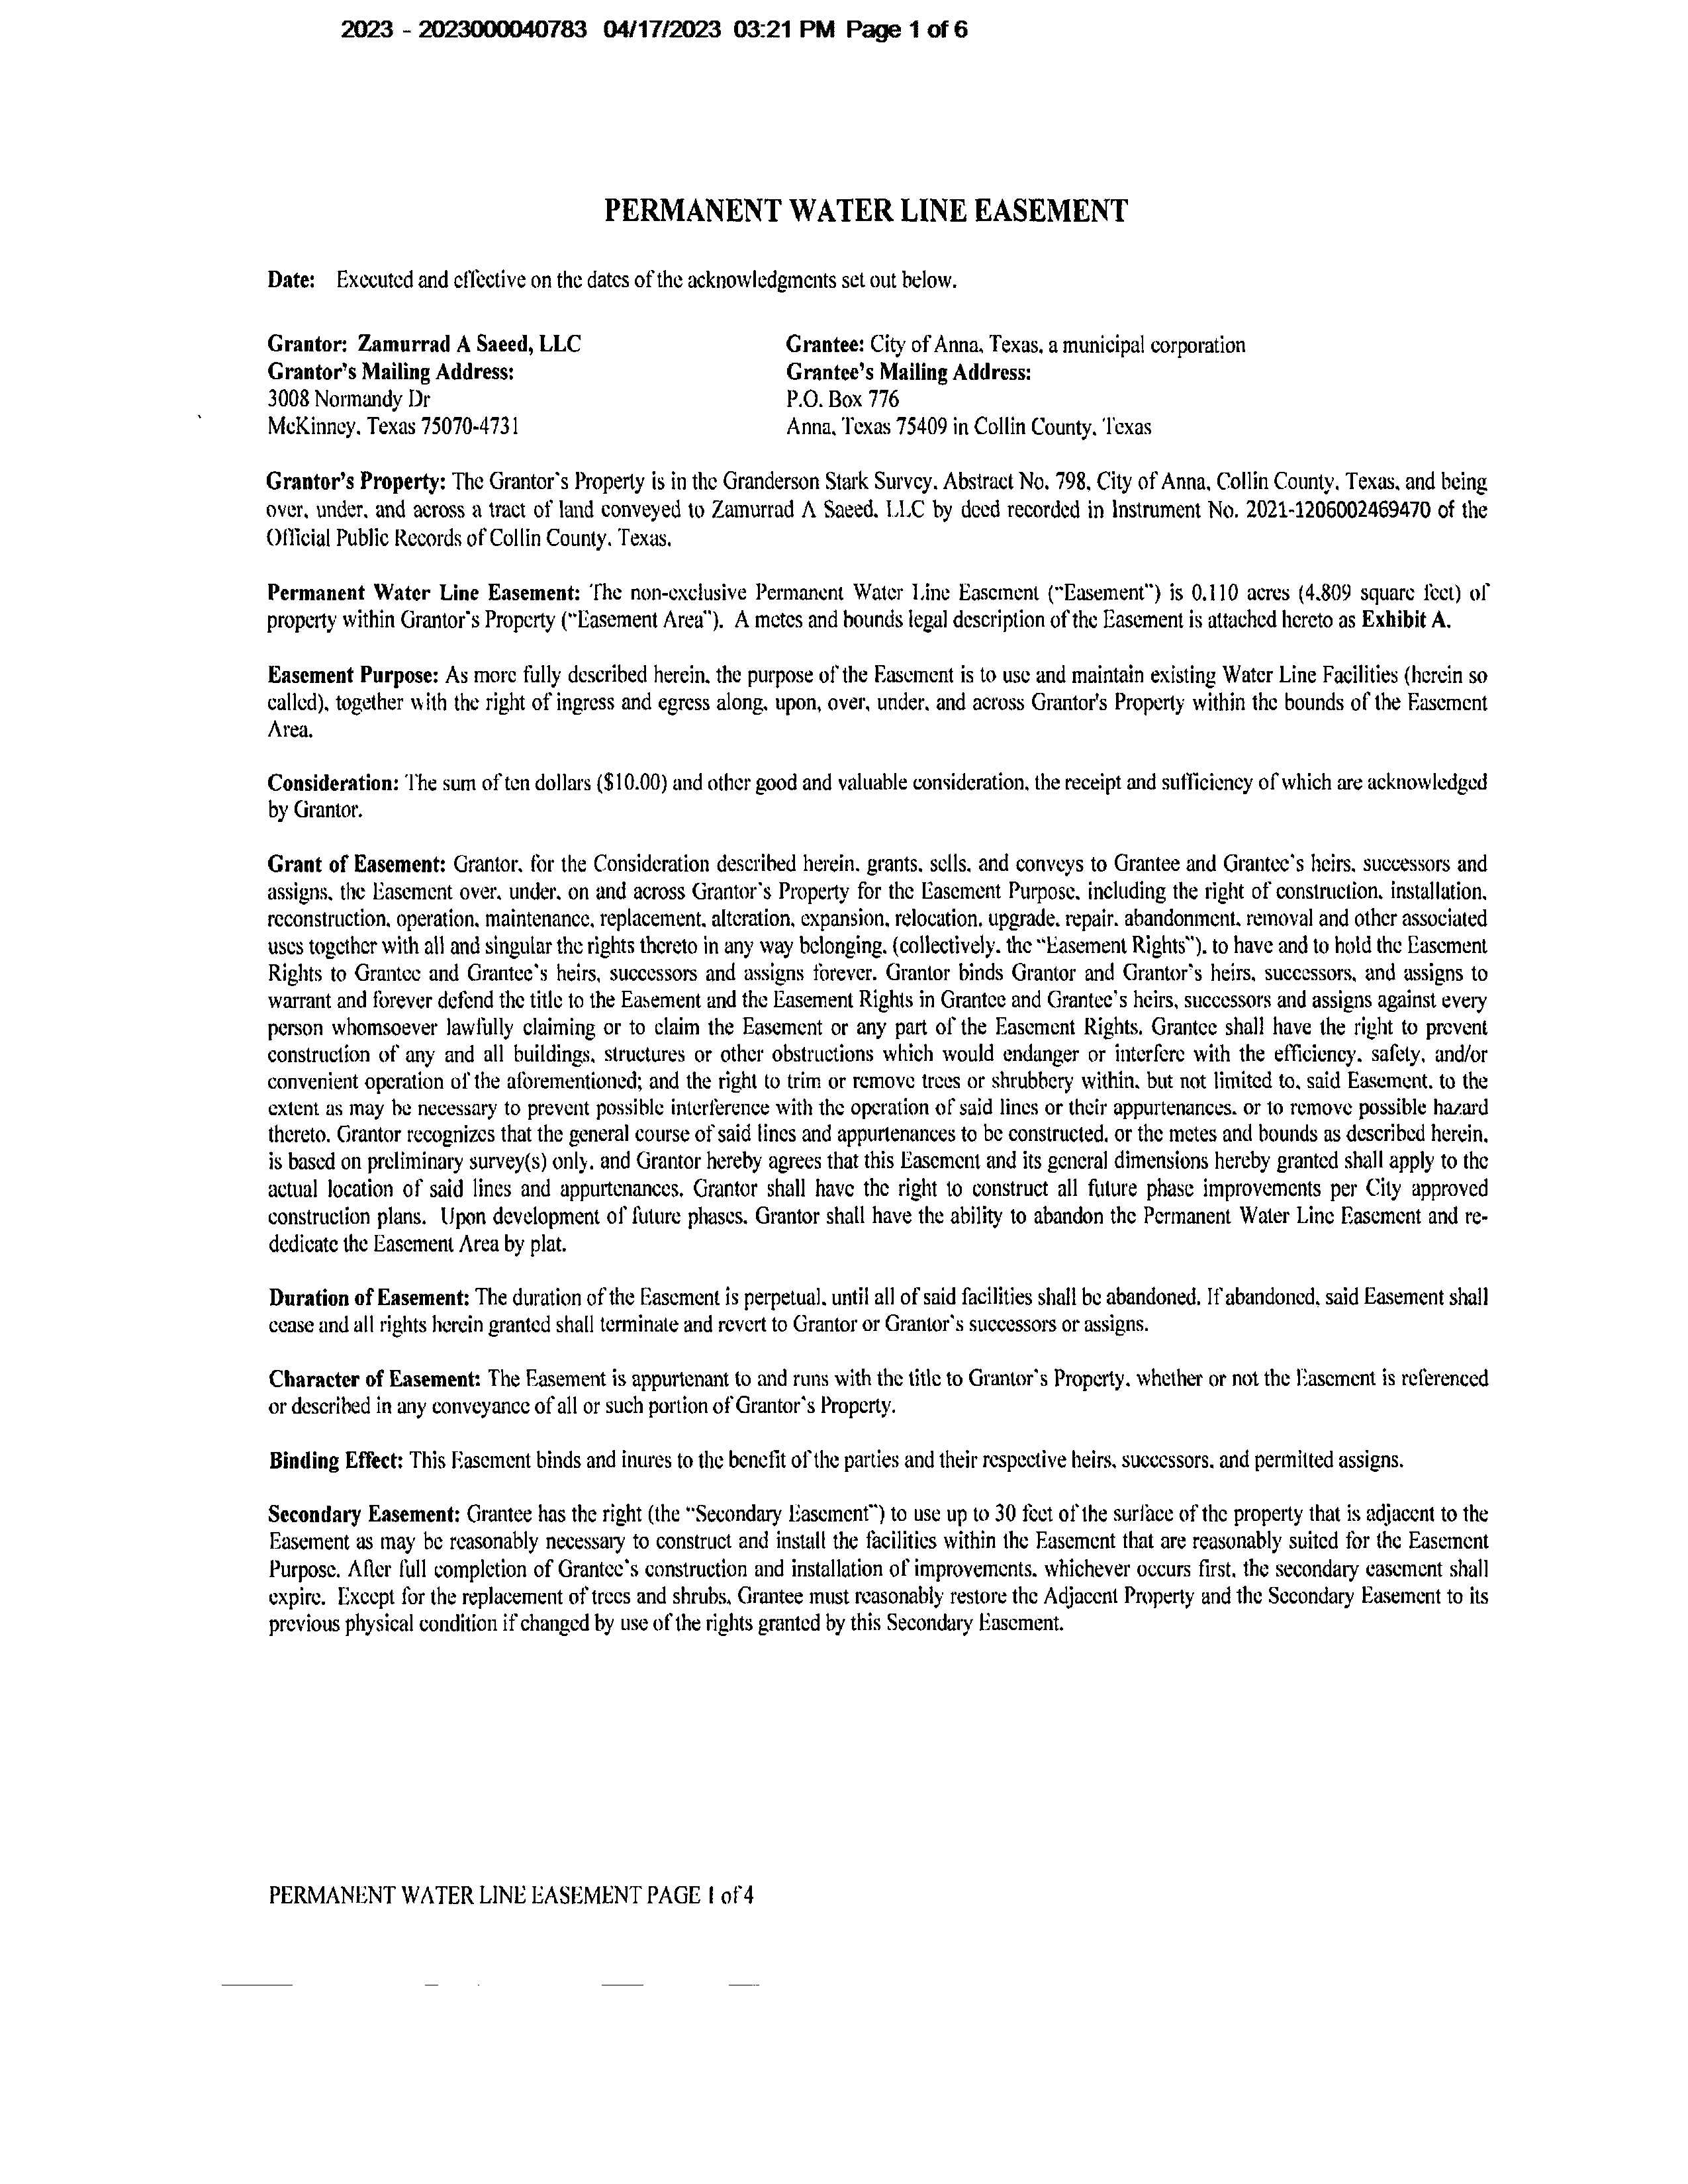 2023 - 2023000040783 04/17/2023 03:21 PM Page 1 of 6
PERMANENT WATER LINE EASEMENT
Date: Executed and effective on the dates of the acknowledgments set out below.
Grantor: Zamurrad A Saeed, LLC
Grantor's Mailing Address:
3008 Normandy Dr
McKinney, Texas 75070-4731
Grantee: City of Anna, Texas, a municipal corporation
Grantee's Mailing Address:
P.O. Box 776
Anna, Texas 75409 in Collin County, Texas
Grantor's Property: The Grantor's Property is in the Granderson Stark Survey, Abstract No. 798, City of Anna, Collin County, Texas, and being
over, under, and across a tract of land conveyed to Zamurrad A Saeed, LLC by deed recorded in Instrument No. 2021-1206002469470 of the
Official Public Records of Collin County, Texas.
Permanent Water Line Easement: The non-exclusive Permanent Water Line Easement ("Easement") is 0.110 acres (4,809 square feet) of
property within Grantor's Property ("Easement Area"). A metes and bounds legal description of the Easement is attached hereto as Exhibit A.
Easement Purpose: As more fully described herein, the purpose of the Easement is to use and maintain existing Water Line Facilities (herein so
called), together with the right of ingress and egress along, upon, over, under, and across Grantor's Property within the bounds of the Easement
Area.
Consideration: The sum of ten dollars ($10.00) and other good and valuable consideration, the receipt and sufficiency of which are acknowledged
by Grantor.
Grant of Easement: Grantor, for the Consideration described herein, grants, sells, and conveys to Grantee and Grantee's heirs, successors and
assigns, the Easement over, under, on and across Grantor's Property for the Easement Purpose, including the right of construction, installation,
reconstruction, operation, maintenance, replacement, alteration, expansion, relocation, upgrade, repair, abandonment, removal and other associated
uses together with all and singular the rights thereto in any way belonging, (collectively, the "Easement Rights"), to have and to hold the Easement
Rights to Grantee and Grantee's heirs, successors and assigns forever. Grantor binds Grantor and Grantor's heirs, successors, and assigns to
warrant and forever defend the title to the Easement and the Easement Rights in Grantee and Grantee's heirs, successors and assigns against every
person whomsoever lawfully claiming or to claim the Easement or any part of the Easement Rights. Grantee shall have the right to prevent
construction of any and all buildings, structures or other obstructions which would endanger or interfere with the efficiency, safety, and/or
convenient operation of the aforementioned; and the right to trim or remove trees or shrubbery within, but not limited to, said Easement, to the
extent as may be necessary to prevent possible interference with the operation of said lines or their appurtenances, or to remove possible hazard
thereto. Grantor recognizes that the general course of said lines and appurtenances to be constructed, or the metes and bounds as described herein,
is based on preliminary survey(s) only, and Grantor hereby agrees that this Easement and its general dimensions hereby granted shall apply to the
actual location of said lines and appurtenances. Grantor shall have the right to construct all future phase improvements per City approved
construction plans. Upon development of future phases, Grantor shall have the ability to abandon the Permanent Water Line Easement and re-
dedicate the Easement Area by plat.
Duration of Easement: The duration of the Easement is perpetual, until all of said facilities shall be abandoned. If abandoned, said Easement shall
cease and all rights herein granted shall terminate and revert to Grantor or Grantor's successors or assigns.
Character of Easement: The Easement is appurtenant to and runs with the title to Grantor's Property, whether or not the Easement is referenced
or described in any conveyance of all or such portion of Grantor's Property.
Binding Effect: This Easement binds and inures to the benefit of the parties and their respective heirs, successors, and permitted assigns.
Secondary Easement: Grantee has the right (the "Secondary Easement") to use up to 30 feet of the surface of the property that is adjacent to the
Easement as may be reasonably necessary to construct and install the facilities within the Easement that are reasonably suited for the Easement
Purpose. After full completion of Grantee's construction and installation of improvements, whichever occurs first, the secondary easement shall
expire. Except for the replacement of trees and shrubs, Grantee must reasonably restore the Adjacent Property and the Secondary Easement to its
previous physical condition if changed by use of the rights granted by this Secondary Easement.
PERMANENT WATER LINE EASEMENT PAGE 1 of 4